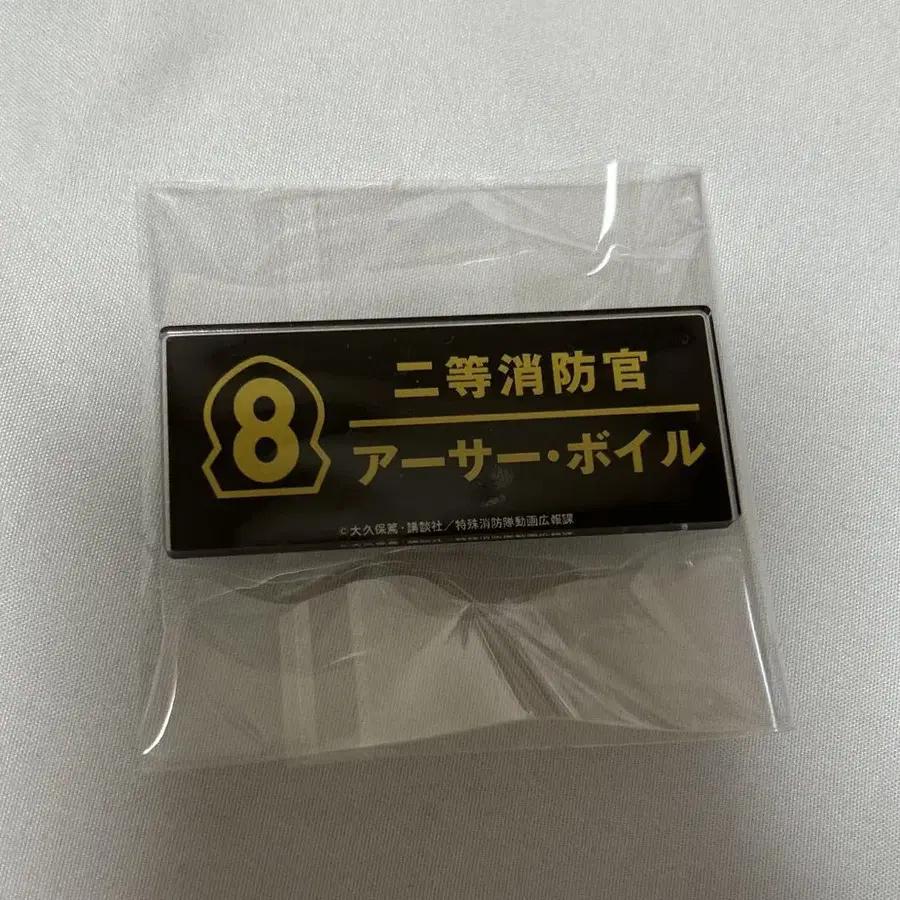 8
二等消防官
アーサー・ボイル
©大久保篤・講談社／特殊消防隊動画広報課